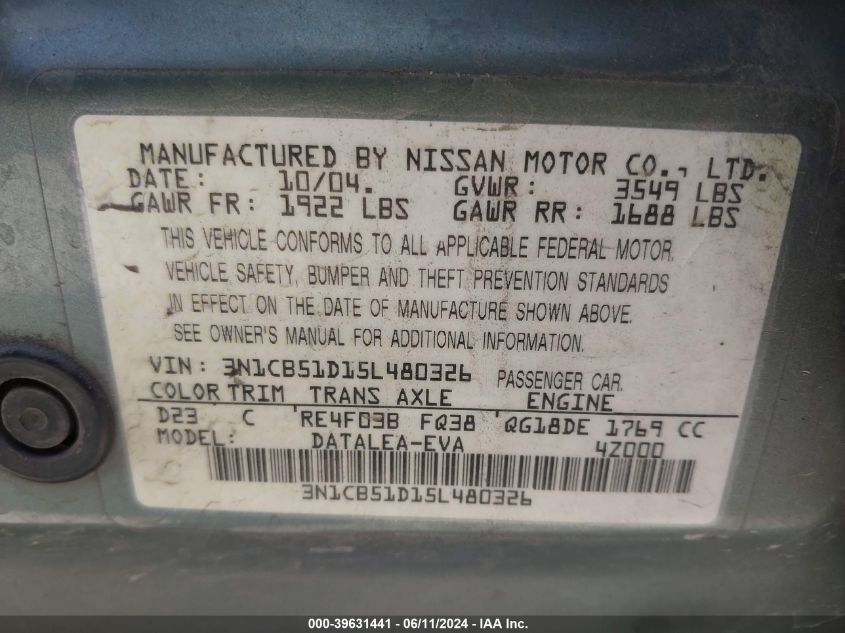 MANUFACTURED BY NISSAN MOTOR CO., LTD.
DATE: 10/04. GVWR: 3549 LBS
GAWR FR: 1922 LBS GAWR RR: 1688 LBS
THIS VEHICLE CONFORMS TO ALL APPLICABLE FEDERAL MOTOR
VEHICLE SAFETY, BUMPER AND THEFT PREVENTION STANDARDS
IN EFFECT ON THE DATE OF MANUFACTURE SHOWN ABOVE.
SEE OWNER'S MANUAL FOR ADDITIONAL INFORMATION.
VIN: 3N1CB51D15L480326 PASSENGER CAR.
COLOR TRIM TRANS AXLE ENGINE
D23 C RE4F03B FQ38 QG18DE 1769 CC
MODEL: DATALEA-EVA 4Z000
3N1CB51D15L480326
000-39631441 - 06/11/2024 - IAA Inc.